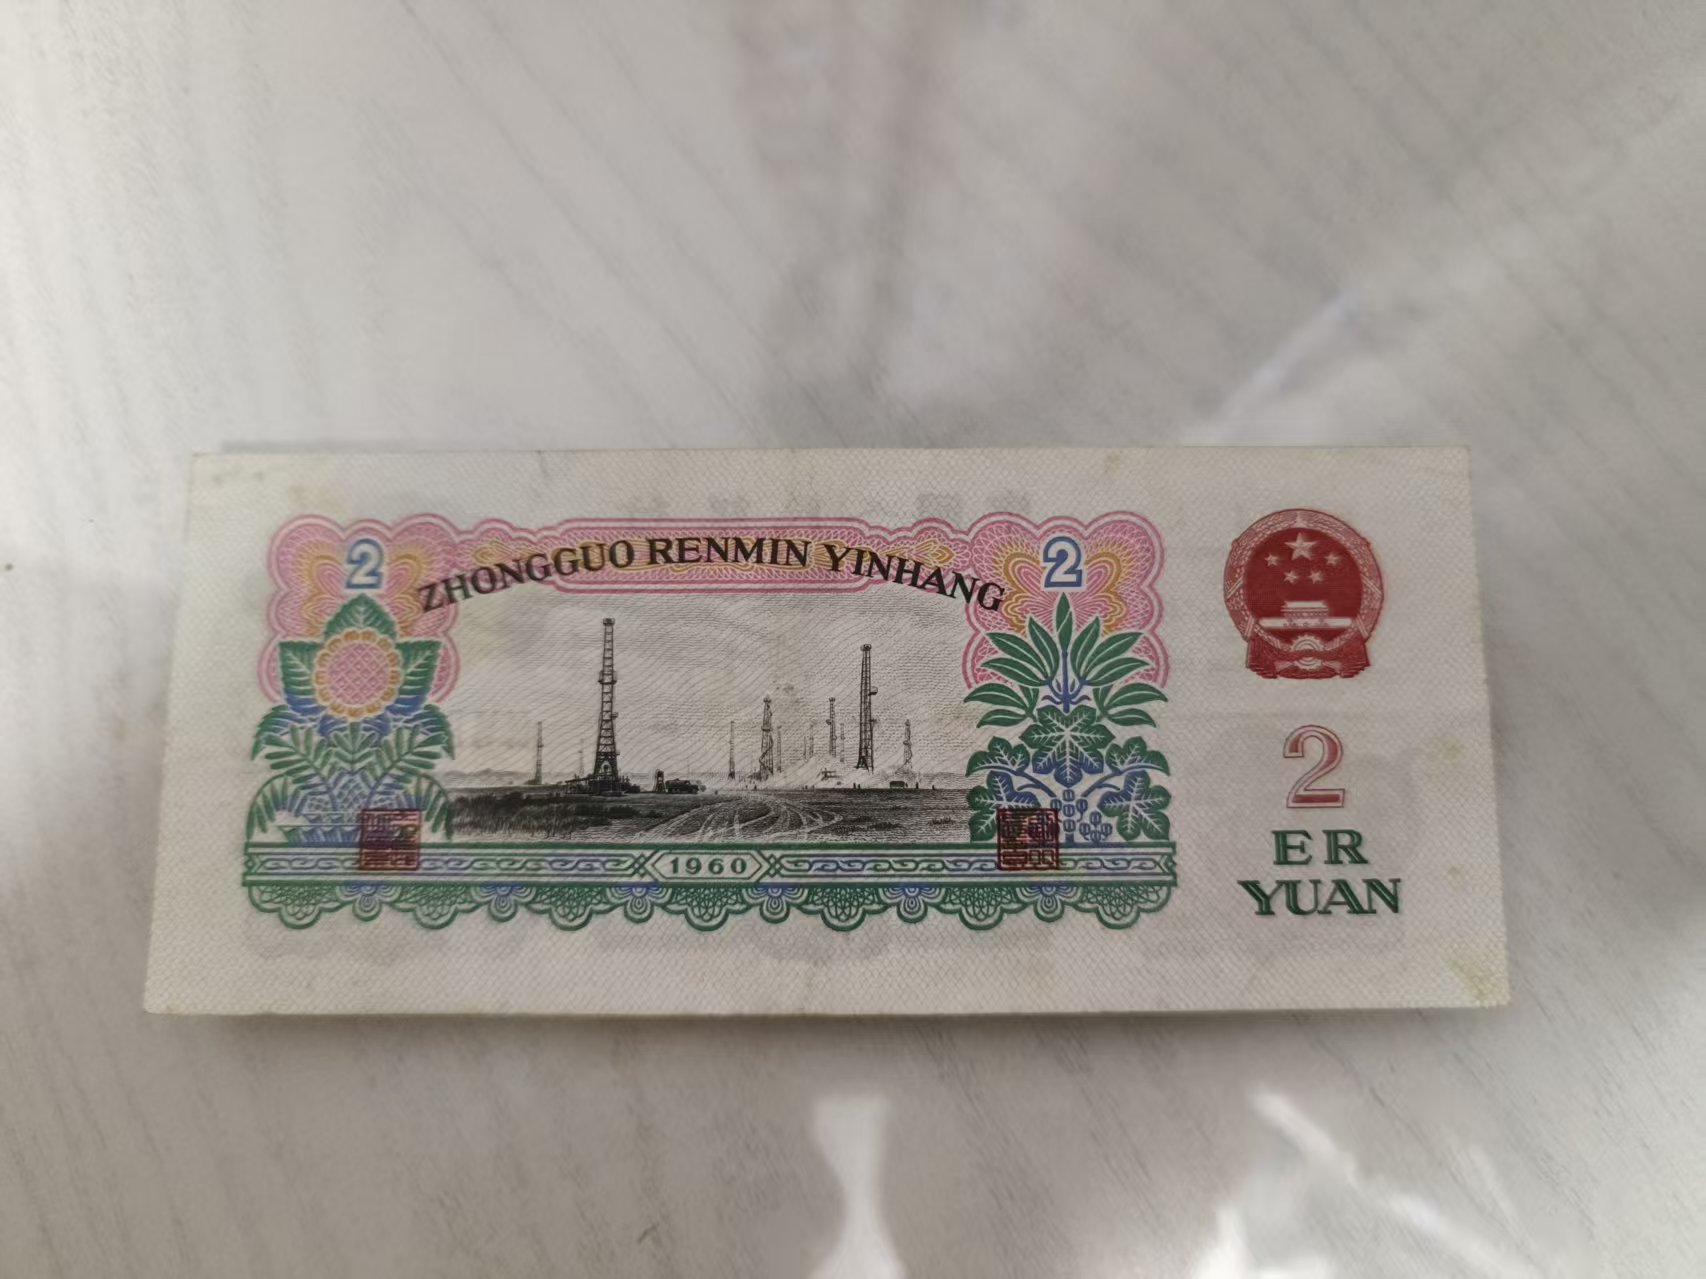 ZHONGGUO RENMIN YINHANG
2
2
1960
2
ER
YUAN